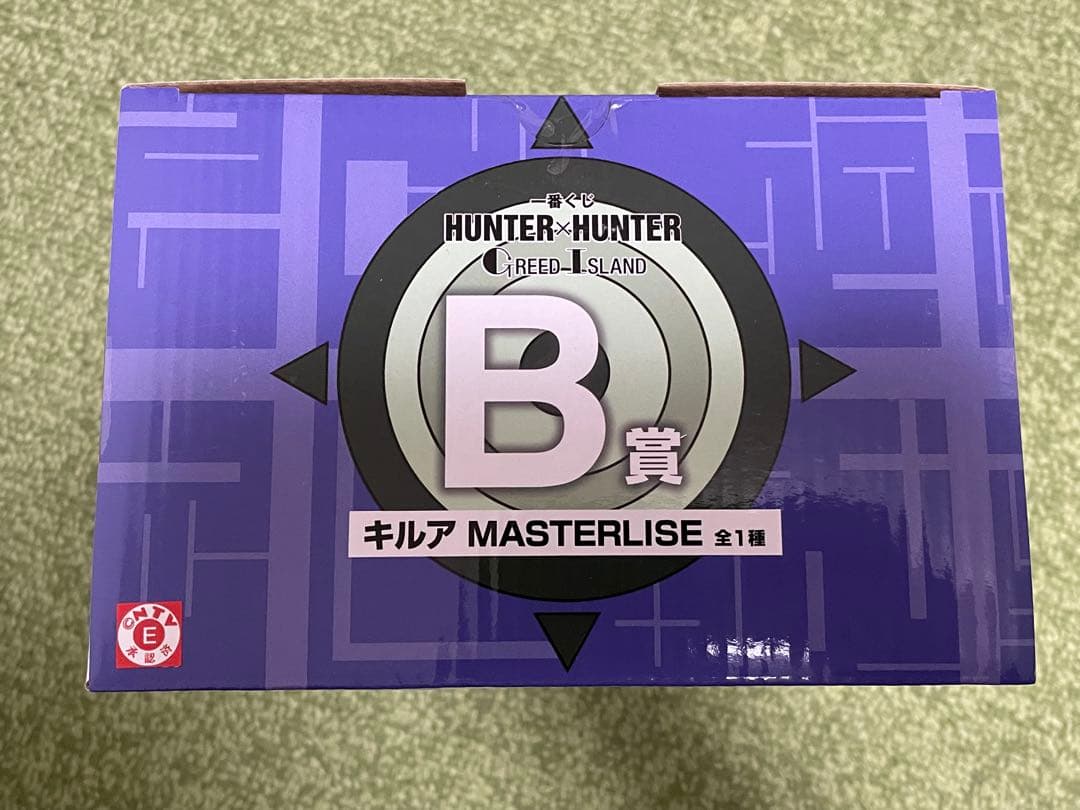 一番くじ
HUNTER×HUNTER
GREED ISLAND
B賞
キルア MASTERLISE 全1種
©NTV
E
承認済